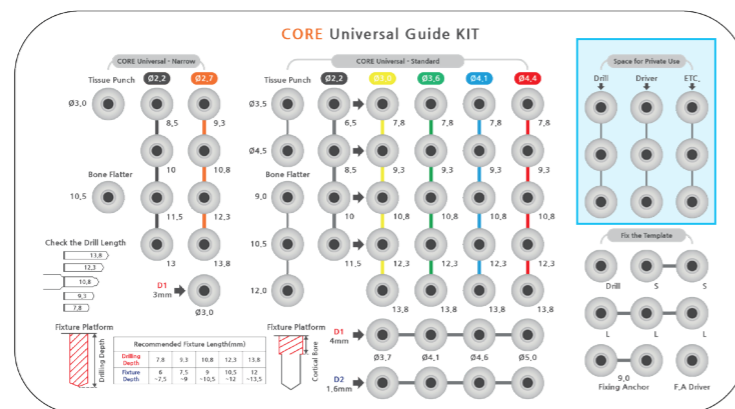 CORE Universal Guide KIT
CORE Universal - Narrow
Tissue Punch Ø2,2 Ø2,7
Ø3,0
8,5 9,3
10 10,8
Bone Flatter
10,5
11,5 12,3
13 13,8
D1
3mm
Ø3,0
Check the Drill Length
13,8
12,3
10,8
9,3
7,8
CORE Universal - Standard
Tissue Punch Ø2,2 Ø3,0 Ø3,6 Ø4,1 Ø4,4
Ø3,5
6,5 7,8 7,8 7,8 7,8
Ø4,5
8,5 9,3 9,3 9,3 9,3
Bone Flatter
9,0
10 10,8 10,8 10,8 10,8
10,5
11,5 12,3 12,3 12,3 12,3
12,0
13,8 13,8 13,8 13,8
D1
4mm
Ø3,7 Ø4,1 Ø4,6 Ø5,0
D2
1,6mm
Space for Private Use
Drill Driver ETC,
Fix the Template
Drill S S
L L L
9,0
Fixing Anchor F,A Driver
Fixture Platform
Drilling Depth
Recommended Fixture Length(mm)
Drilling Depth 7,8 9,3 10,8 12,3 13,8
Fixture Depth 6 ~7,5 7,5 ~9 9 ~10,5 10,5 ~12 12 ~13,5
Fixture Platform
Cortical Bone